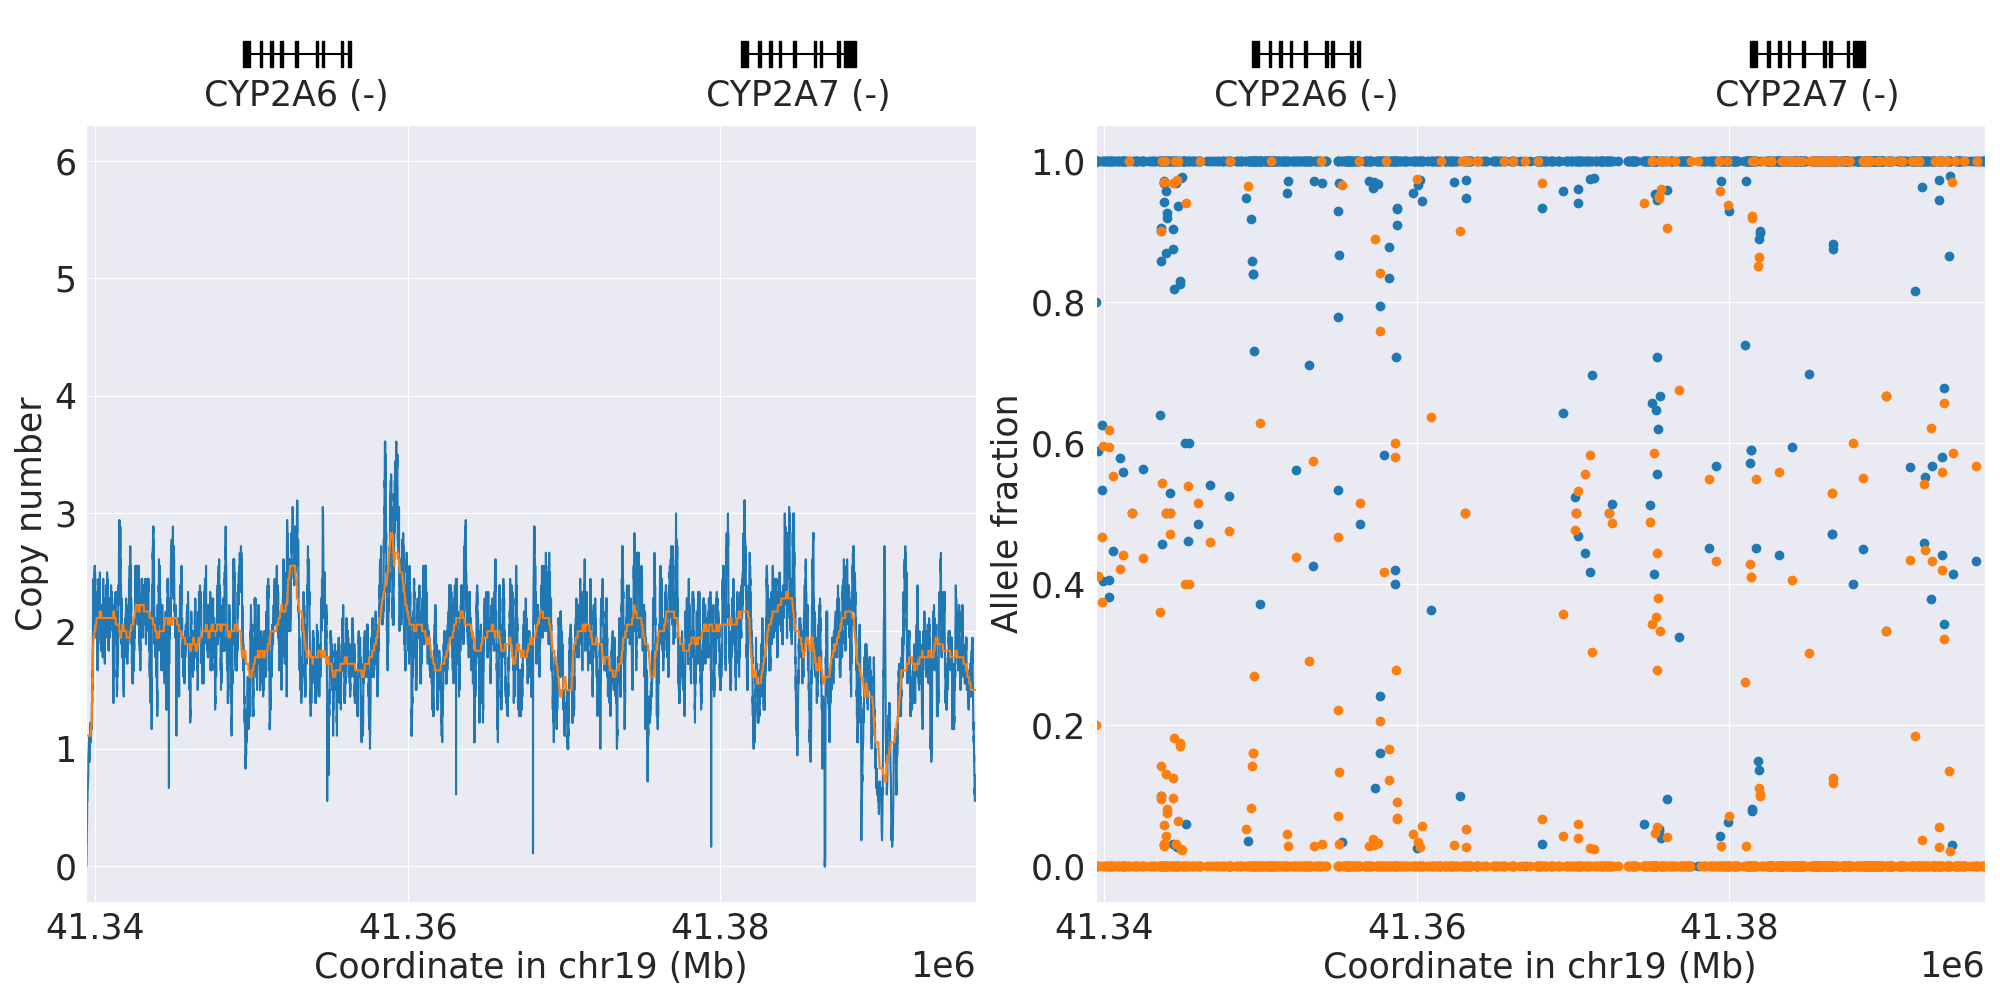 CYP2A6 (-)
CYP2A7 (-)
6
5
4
3
2
1
0
Copy number
41.34
41.36
41.38
Coordinate in chr19 (Mb)
1e6
CYP2A6 (-)
CYP2A7 (-)
1.0
0.8
0.6
0.4
0.2
0.0
Allele fraction
41.34
41.36
41.38
Coordinate in chr19 (Mb)
1e6